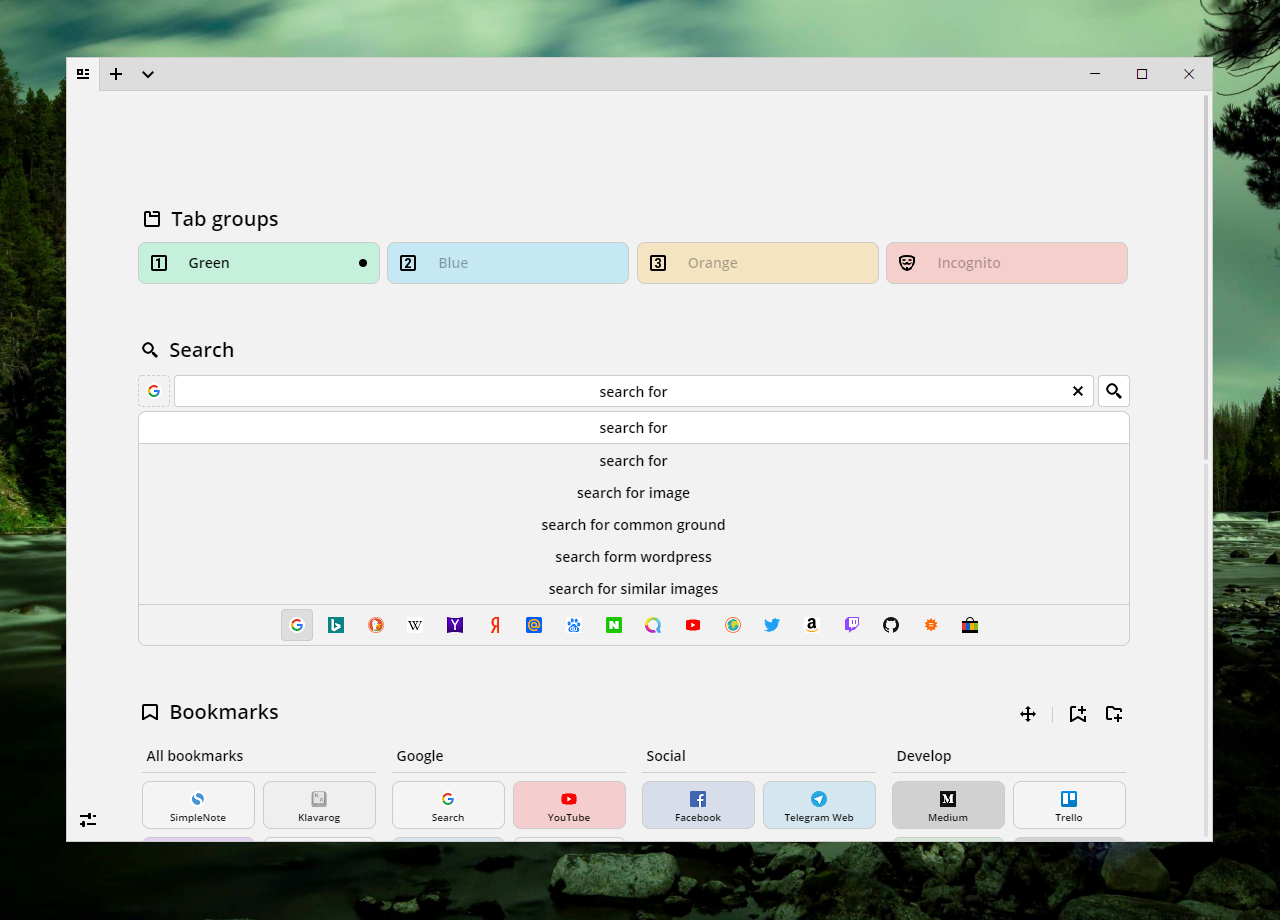 Tab groups
1 Green
2 Blue
3 Orange
Incognito
Search
search for
search for
search for
search for image
search for common ground
search form wordpress
search for similar images
Bookmarks
All bookmarks Google Social Develop
SimpleNote Klavarog Search YouTube Facebook Telegram Web Medium Trello